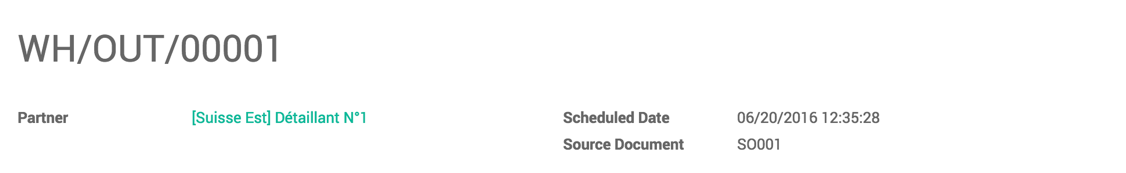 WH/OUT/00001
Partner [Suisse Est] Détaillant N°1 Scheduled Date 06/20/2016 12:35:28
Source Document SO001